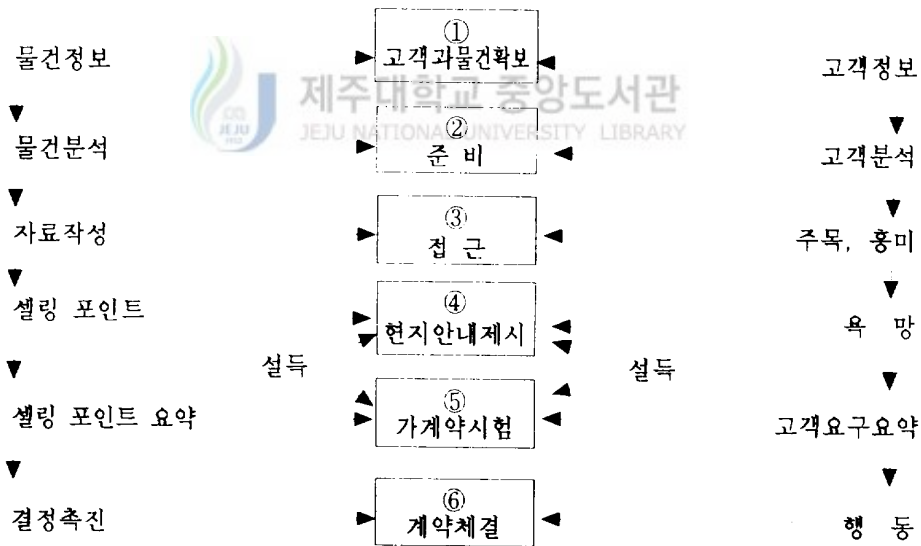 ①
물건정보
고객과물건확보
고객정보
제주대학교 중앙도서관
JEJU NATIONAL UNIVERSITY LIBRARY
JEJU
②
물건분석
준 비
고객분석
③
자료작성
접 근
주목, 흥미
④
셀링 포인트
현지안내제시
욕 망
설득
설득
⑤
셀링 포인트 요약
가계약시험
고객요구요약
⑥
결정촉진
계약체결
행 동